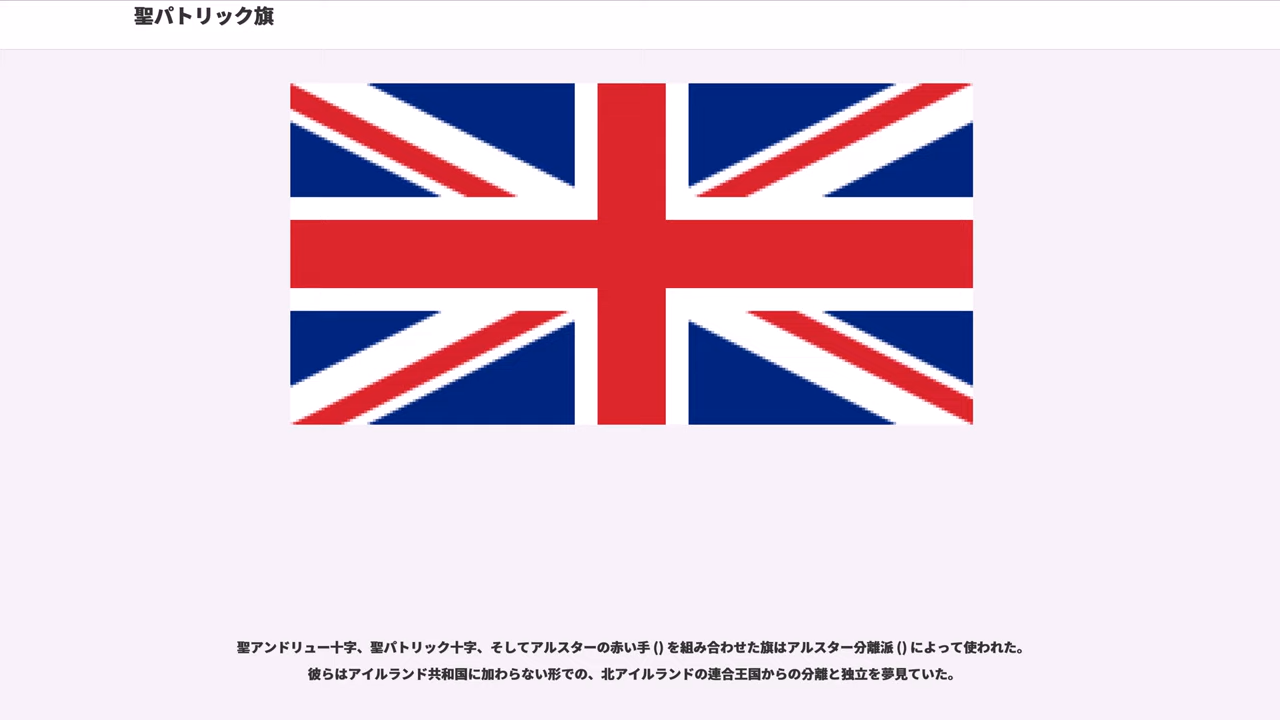 聖パトリック旗
聖アンドリュー十字、聖パトリック十字、そしてアルスターの赤い手 () を組み合わせた旗はアルスター分離派 () によって使われた。
彼らはアイルランド共和国に加わらない形での、北アイルランドの連合王国からの分離と独立を夢見ていた。